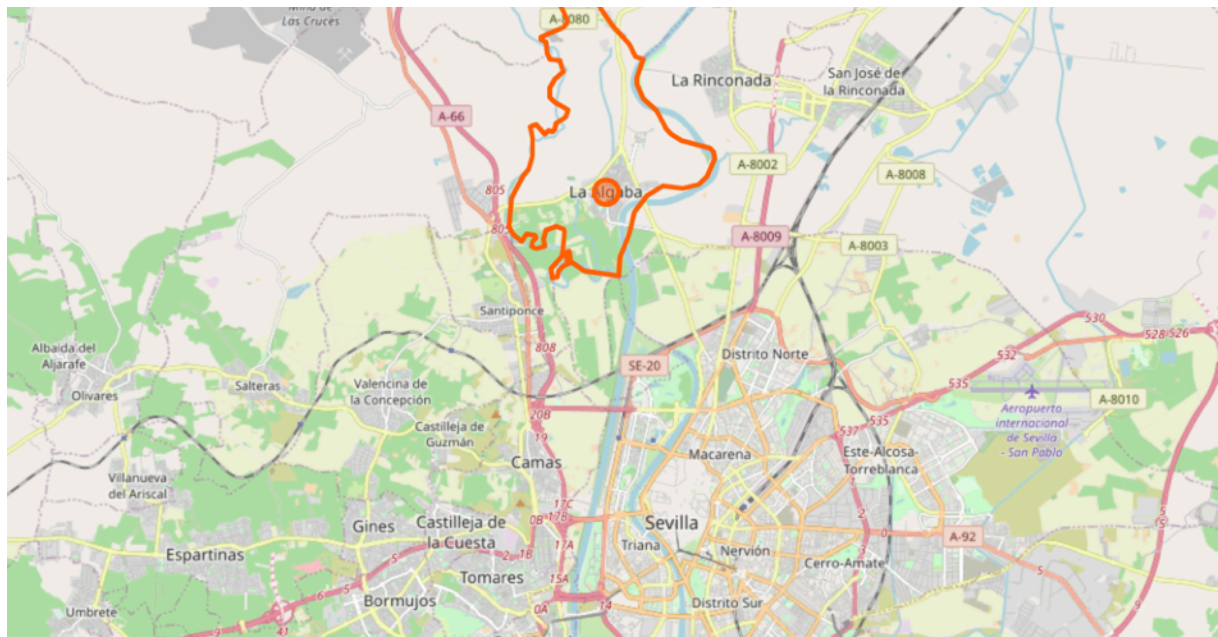 Mina de
Las Cruces
A-8080
La Rinconada
San José de
la Rinconada
A-66
A-8002
A-8008
805
La Algaba
80
A-8009
A-8003
Santiponce
530
528
526
Albaida del
Aljarafe
808
Distrito Norte
532
SE-20
Salteras
Valencina de
la Concepción
535
Olivares
A-8010
20B
Aeropuerto
internacional
de Sevilla
- San Pablo
535
537
19
Castilleja de
Guzmán
Macarena
Este-Alcosa-
Torreblanca
Camas
Villanueva
del Ariscal
17C
0B
17B
Gines
Castilleja de
la Cuesta
Sevilla
2
5
5
0
A-92
Espartinas
5
2
1B
17A
Triana
Nervión
3
Cerro-Amate
6
5
Tomares
15A
Umbrete
Bormujos
0A
14
Distrito Sur
9
41
9